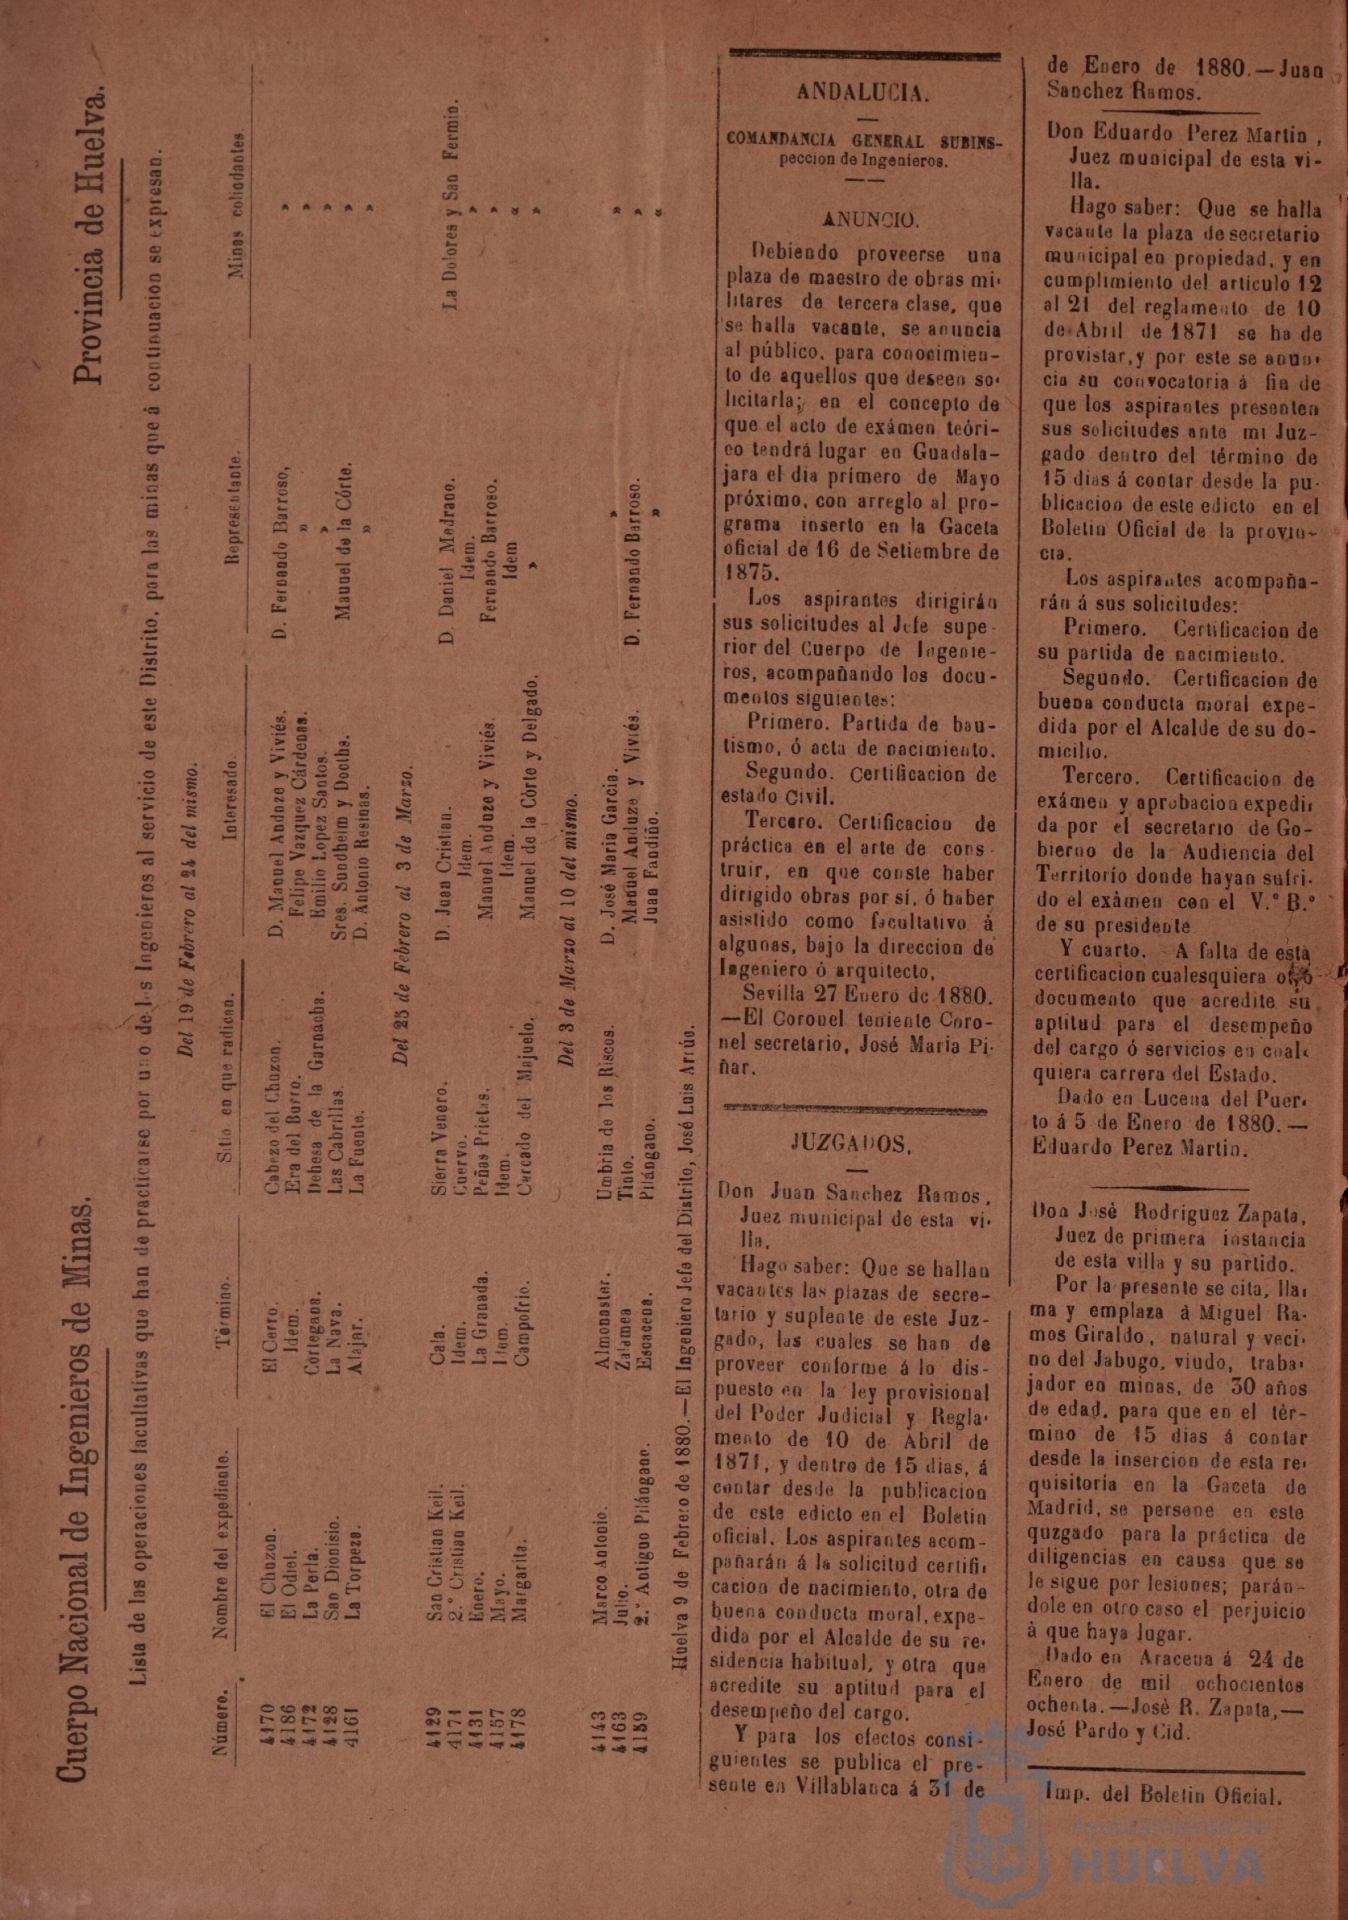 Cuerpo Nacional de Ingenieros de Minas. Provincia de Huelva.
Lista de las operaciones facultativas que han de practicarse por uno de los Ingenieros al servicio de este Distrito, para las minas que á continuacion se expresan.
Número. Nombre del expediente. Término. Sitio en que radican. Interesado. Representante. Minas colindantes
Del 19 de Febrero al 24 del mismo.
4170 El Chuzon. El Cerro. Cabezo del Chuzon. D. Manuel Anduze y Viviés. D. Fernando Barroso, »
4186 El Odiel. Idem. Era del Burro. Felipe Vazquez Cárdenas. » »
4172 La Perla. Cortegana. Dehesa de la Garnacha. Emilio Lopez Santos. » »
4128 San Dionisio. La Nava. Las Cabrillas. Sres. Sundheim y Doetha. Manuel de la Córte. »
4161 La Torpeza. Alajar. La Fuente. D. Antonio Resinas. » »
Del 25 de Febrero al 3 de Marzo.
4129 San Cristian Keil. Cala. Sierra Venero. D. Juan Cristian. D. Daniel Medrano. La Dolores y San Fermin.
4171 2.º Cristian Keil. Idem. Cuervo. Idem. Idem. »
4131 Enero. La Granada. Peñas Prietas. Manuel Anduze y Viviés. Fernando Barroso. »
4157 Mayo. Idem. Idem. Idem. Idem «
4178 Margarita. Campofrio. Cercado del Majuelo. Manuel de la Córte y Delgado. » »
Del 3 de Marzo al 10 del mismo.
4143 Marco Antonio. Almonaster. Umbria de los Riscos. D. José Maria Garcia. » »
4163 Julio. Zalamea Tinto. Manuel Anduze y Viviés. D. Fernando Barroso. »
4159 2.º Antiguo Pilángano. Escacena. Pilángano. Juan Fandiño. » «
Huelva 9 de Febrero de 1880.—El Ingeniero Jefe del Distrito, José Luis Ariús.
ANDALUCIA.
COMANDANCIA GENERAL SUBINS-
peccion de Ingenieros.
ANUNCIO.
Debiendo proveerse una
plaza de maestro de obras mi-
litares de tercera clase, que
se halla vacante, se anuncia
al público, para conocimien-
to de aquellos que deseen so-
licitarla; en el concepto de
que el acto de exámen teóri-
co tendrá lugar en Guadala-
jara el dia primero de Mayo
próximo, con arreglo al pro-
grama inserto en la Gaceta
oficial de 16 de Setiembre de
1875.
Los aspirantes dirigirán
sus solicitudes al Jefe supe-
rior del Cuerpo de Ingenie-
ros, acompañando los docu-
mentos siguientes:
Primero. Partida de bau-
tismo, ó acta de nacimiento.
Segundo. Certificacion de
estado Civil.
Tercero. Certificacion de
práctica en el arte de cons-
truir, en que conste haber
dirigido obras por sí, ó haber
asistido como facultativo á
algunas, bajo la direccion de
Ingeniero ó arquitecto,
Sevilla 27 Enero de 1880.
—El Coronel teniente Coro-
nel secretario, José Maria Pi-
ñar.
JUZGADOS.
Don Juan Sanchez Ramos,
Juez municipal de esta vi-
lla,
Hago saber: Que se hallan
vacantes las plazas de secre-
tario y suplente de este Juz-
gado, las cuales se han de
proveer conforme á lo dis-
puesto en la ley provisional
del Poder Judicial y Regla-
mento de 10 de Abril de
1871, y dentro de 15 dias, á
contar desde la publicacion
de este edicto en el Boletin
oficial. Los aspirantes acom-
pañarán á la solicitud certifi-
cacion de nacimiento, otra de
buena conducta moral, expe-
dida por el Alcalde de su re-
sidencia habitual, y otra que
acredite su aptitud para el
desempeño del cargo.
Y para los efectos consi-
guientes se publica el pre-
sente en Villablanca á 31 de
de Enero de 1880.—Juan
Sanchez Ramos.
Don Eduardo Perez Martin,
Juez municipal de esta vi-
lla.
Hago saber: Que se halla
vacante la plaza de secretario
municipal en propiedad, y en
cumplimiento del articulo 12
al 21 del reglamento de 10
de Abril de 1871 se ha de
provistar, y por este se anun-
cia su convocatoria á fin de
que los aspirantes presenten
sus solicitudes ante mi Juz-
gado dentro del término de
15 dias á contar desde la pu-
blicacion de este edicto en el
Boletin Oficial de la provin-
cia.
Los aspirantes acompaña-
rán á sus solicitudes:
Primero. Certificacion de
su partida de nacimiento.
Segundo. Certificacion de
buena conducta moral expe-
dida por el Alcalde de su do-
micilio.
Tercero. Certificacion de
exámen y aprobacion expedi
da por el secretario de Go-
bierno de la Audiencia del
Territorio donde hayan sufri-
do el exámen con el V.º B.º
de su presidente
Y cuarto. A falta de esta
certificacion cualesquiera otro
documento que acredite su
aptitud para el desempeño
del cargo ó servicios en cual-
quiera carrera del Estado.
Dado en Lucena del Puer-
to á 5 de Enero de 1880.—
Eduardo Perez Martin.
Don José Rodriguez Zapata,
Juez de primera instancia
de esta villa y su partido.
Por la presente se cita, lla-
ma y emplaza á Miguel Ra-
mos Giraldo, natural y veci-
no del Jabugo, viudo, traba-
jador en minas, de 30 años
de edad, para que en el tér-
mino de 15 dias á contar
desde la insercion de esta re-
quisitoria en la Gaceta de
Madrid, se persone en este
quzgado para la práctica de
diligencias en causa que se
le sigue por lesiones; parán-
dole en otro caso el perjuicio
á que haya lugar.
Dado en Aracena á 24 de
Enero de mil ochocientos
ochenta.—José R. Zapata,—
José Pardo y Cid.
Imp. del Boletin Oficial.
Ayuntamiento de
HUELVA